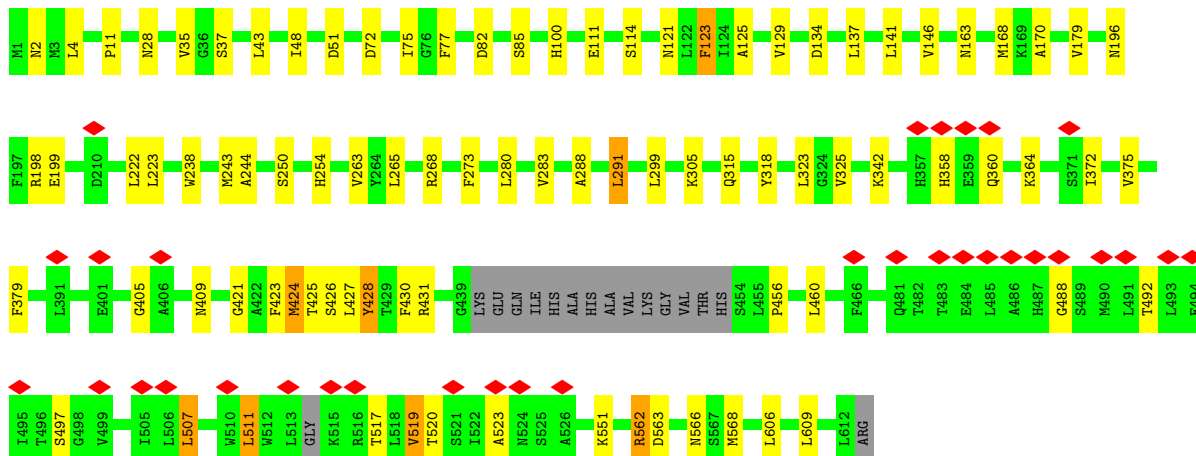 M1 N2 M3 L4 P11 N28 V35 G36 S37 L43 I48 D51 D72 I75 G76 F77 D82 S85 H100 E111 S114 N121 L122 F123 I124 A125 V129 D134 L137 L141 V146 N163 M168 K169 A170 V179 N196
F197 R198 E199 D210 L222 L223 W238 M243 A244 S250 H254 V263 Y264 L265 R268 F273 L280 V283 A288 L291 L299 K305 Q315 Y318 L323 G324 V325 K342 H357 H358 E359 Q360 K364 S371 I372 V375
F379 L391 E401 G405 A406 N409 G421 A422 F423 M424 T425 S426 L427 Y428 T429 F430 R431 G439 LYS GLU GLN ILE HIS ALA HIS ALA VAL LYS GLY VAL THR HIS S454 L455 P456 L460 F466 Q481 T482 T483 E484 L485 A486 H487 G488 S489 M490 L491 T492 L493 F494
I495 T496 S497 G498 V499 I505 L506 L507 W510 L511 W512 L513 GLY K515 R516 T517 L518 V519 T520 S521 I522 A523 N524 S525 A526 K551 R562 D563 N566 S567 M568 L606 L609 L612 ARG